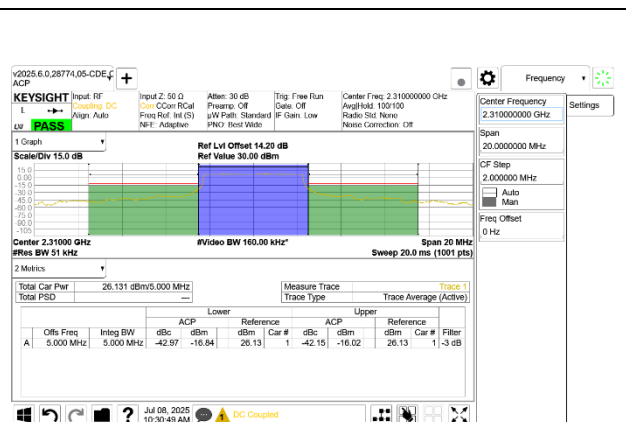 v2025.6.0,28774,05-CDE,C
ACP
Frequency
KEYSIGHT Input: RF Input Z: 50 Ω Atten: 30 dB Trig: Free Run Center Freq: 2.310000000 GHz
L Coupling: DC Corr CCorr RCal Preamp: Off Gate: Off Avg|Hold: 100/100
Align: Auto Freq Ref: Int (S) µW Path: Standard IF Gain: Low Radio Std: None
PASS NFE: Adaptive PNO: Best Wide Noise Correction: Off
Center Frequency
2.310000000 GHz
Settings
Span
20.0000000 MHz
CF Step
2.000000 MHz
Auto
Man
Freq Offset
0 Hz
1 Graph
Scale/Div 15.0 dB
Ref Lvl Offset 14.20 dB
Ref Value 30.00 dBm
15.0
0.0
-15.0
-30.0
-45.0
-60.0
-75.0
-90.0
-105
Center 2.31000 GHz #Video BW 160.00 kHz* Span 20 MHz
#Res BW 51 kHz Sweep 20.0 ms (1001 pts)
2 Metrics
Total Car Pwr 26.131 dBm/5.000 MHz Measure Trace Trace 1
Total PSD --- Trace Type Trace Average (Active)
Lower Upper
ACP Reference ACP Reference
Offs Freq Integ BW dBc dBm dBm Car # dBc dBm dBm Car # Filter
A 5.000 MHz 5.000 MHz -42.97 -16.84 26.13 1 -42.15 -16.02 26.13 1 -3 dB
Jul 08, 2025
10:30:49 AM
DC Coupled